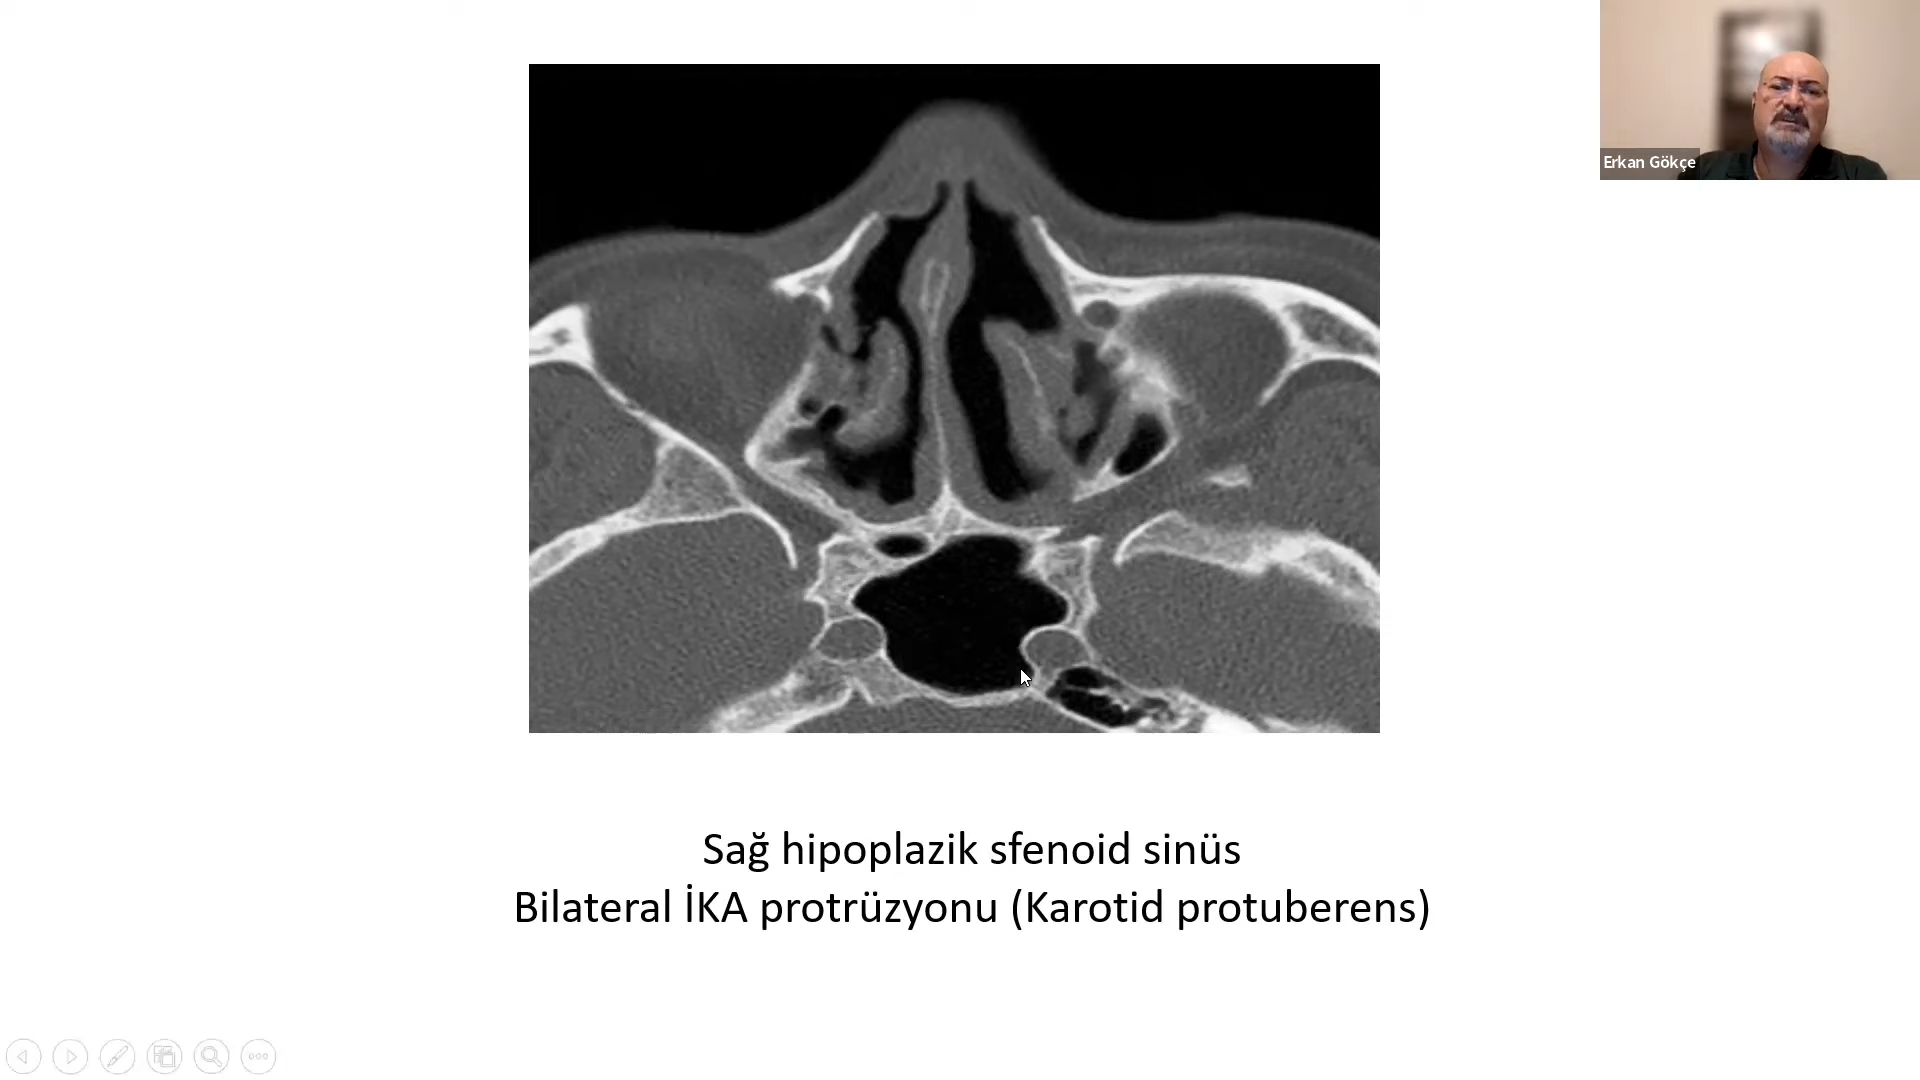 Erkan Gökçe
Sağ hipoplazik sfenoid sinüs
Bilateral İKA protrüzyonu (Karotid protuberens)